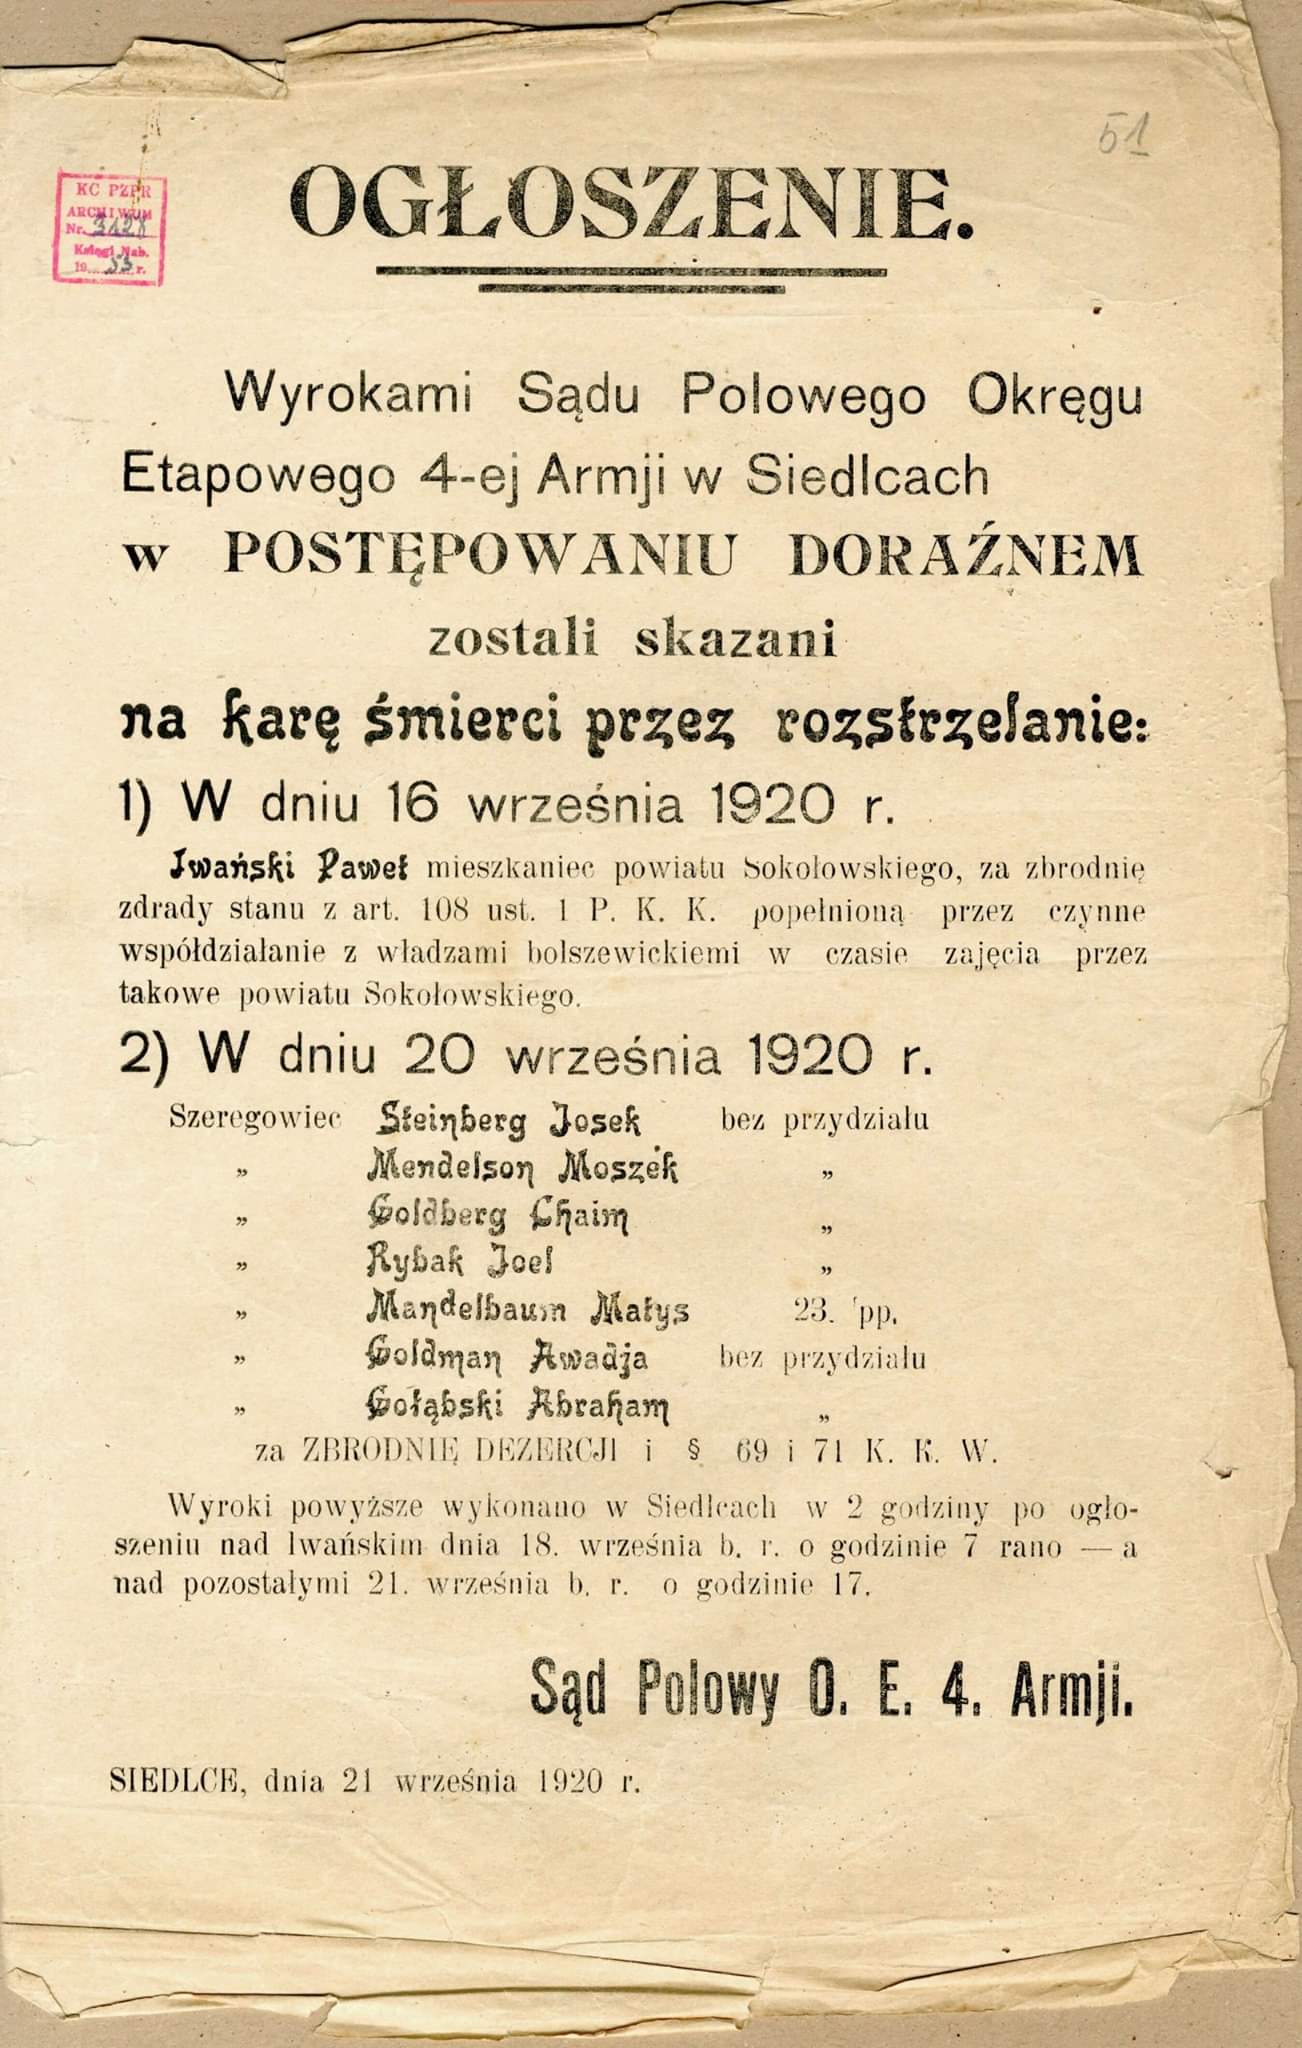 51
KC PZPR
ARCHIWUM
Nr. 3128
Księgi Nab.
19 53 r.
OGŁOSZENIE.
Wyrokami Sądu Polowego Okręgu
Etapowego 4-ej Armji w Siedlcach
w POSTĘPOWANIU DORAŹNEM
zostali skazani
na karę śmierci przez rozstrzelanie:
1) W dniu 16 września 1920 r.
Iwański Paweł mieszkaniec powiatu Sokołowskiego, za zbrodnię
zdrady stanu z art. 108 ust. 1 P. K. K. popełnioną przez czynne
współdziałanie z władzami bolszewickiemi w czasie zajęcia przez
takowe powiatu Sokołowskiego.
2) W dniu 20 września 1920 r.
Szeregowiec Steinberg Josek bez przydziału
„ Mendelson Moszek „
„ Goldberg Chaim „
„ Rybak Joel „
„ Mandelbaum Matys 23. pp.
„ Goldman Awadja bez przydziału
„ Gołąbski Abraham „
za ZBRODNIĘ DEZERCJI i § 69 i 71 K. K. W.
Wyroki powyższe wykonano w Siedlcach w 2 godziny po ogło-
szeniu nad Iwańskim dnia 18. września b. r. o godzinie 7 rano — a
nad pozostałymi 21. września b. r. o godzinie 17.
Sąd Polowy O. E. 4. Armji.
SIEDLCE, dnia 21 września 1920 r.